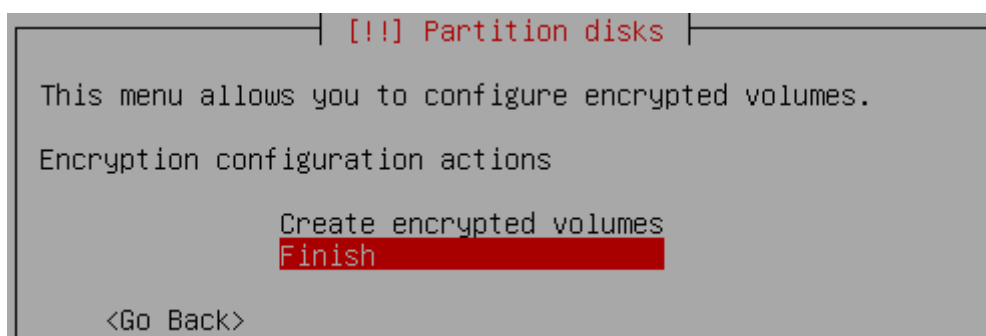 [!!] Partition disks
This menu allows you to configure encrypted volumes.
Encryption configuration actions
Create encrypted volumes
Finish
<Go Back>